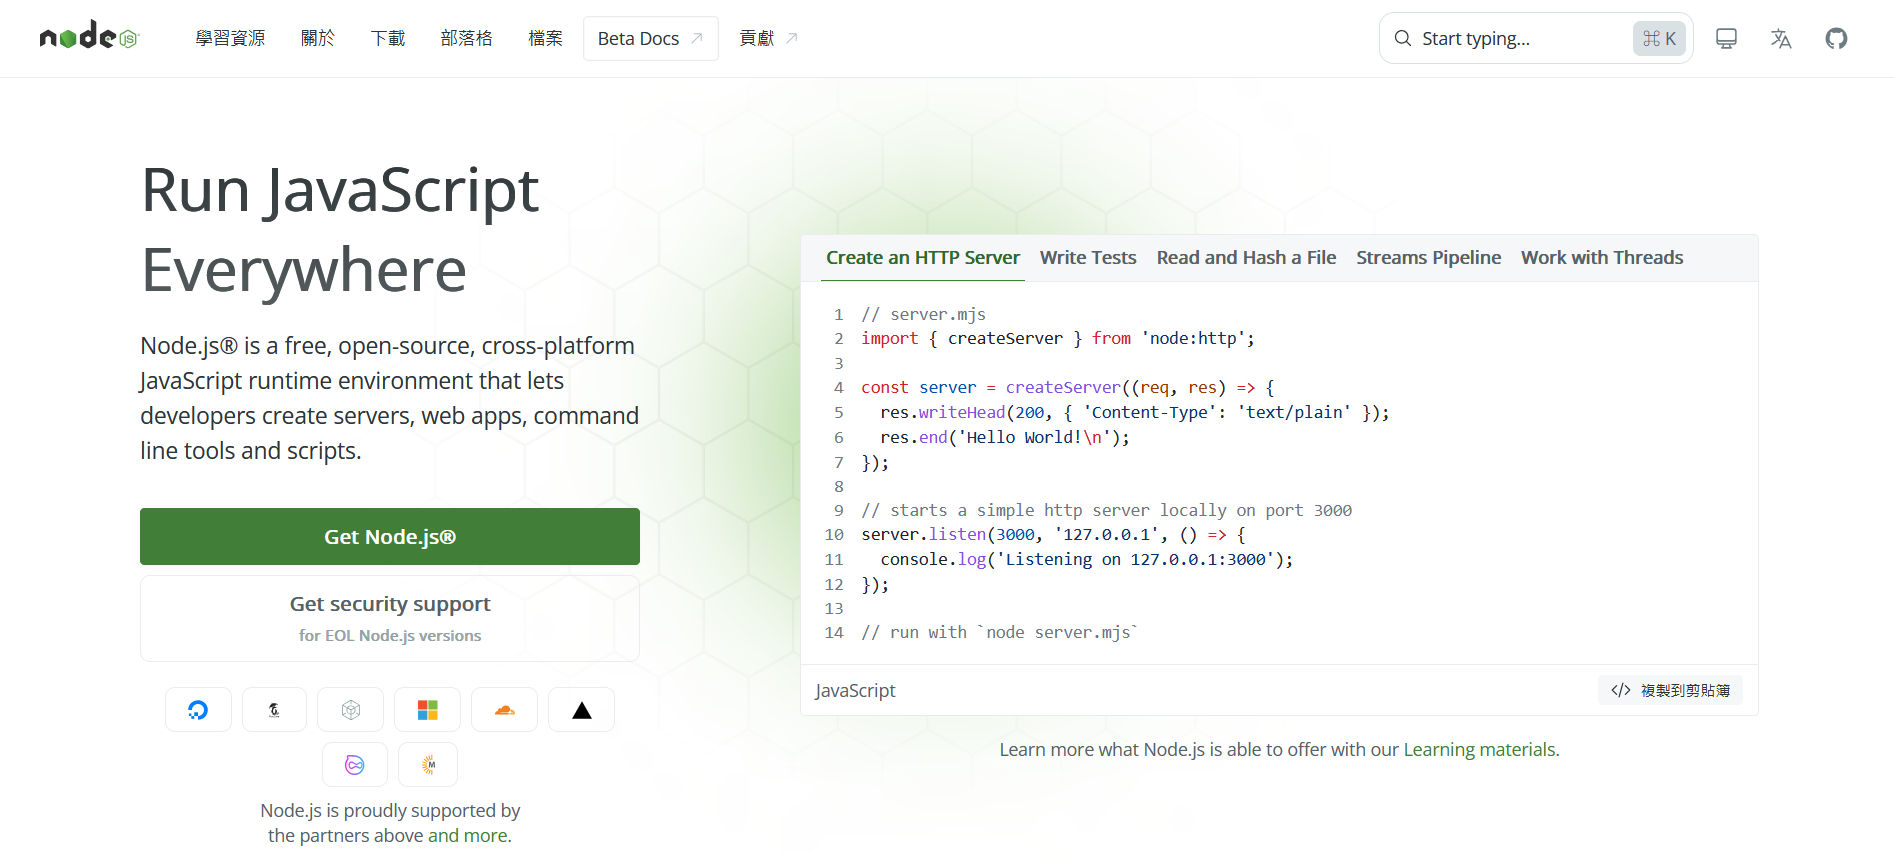 node JS
學習資源 關於 下載 部落格 檔案 Beta Docs 貢獻
Start typing... ⌘ K
Run JavaScript
Everywhere
Node.js® is a free, open-source, cross-platform
JavaScript runtime environment that lets
developers create servers, web apps, command
line tools and scripts.
Get Node.js®
Get security support
for EOL Node.js versions
M
Node.js is proudly supported by
the partners above and more.
Create an HTTP Server Write Tests Read and Hash a File Streams Pipeline Work with Threads
1 // server.mjs
2 import { createServer } from 'node:http';
3
4 const server = createServer((req, res) => {
5 res.writeHead(200, { 'Content-Type': 'text/plain' });
6 res.end('Hello World!\n');
7 });
8
9 // starts a simple http server locally on port 3000
10 server.listen(3000, '127.0.0.1', () => {
11 console.log('Listening on 127.0.0.1:3000');
12 });
13
14 // run with `node server.mjs`
JavaScript </> 複製到剪貼簿
Learn more what Node.js is able to offer with our Learning materials.